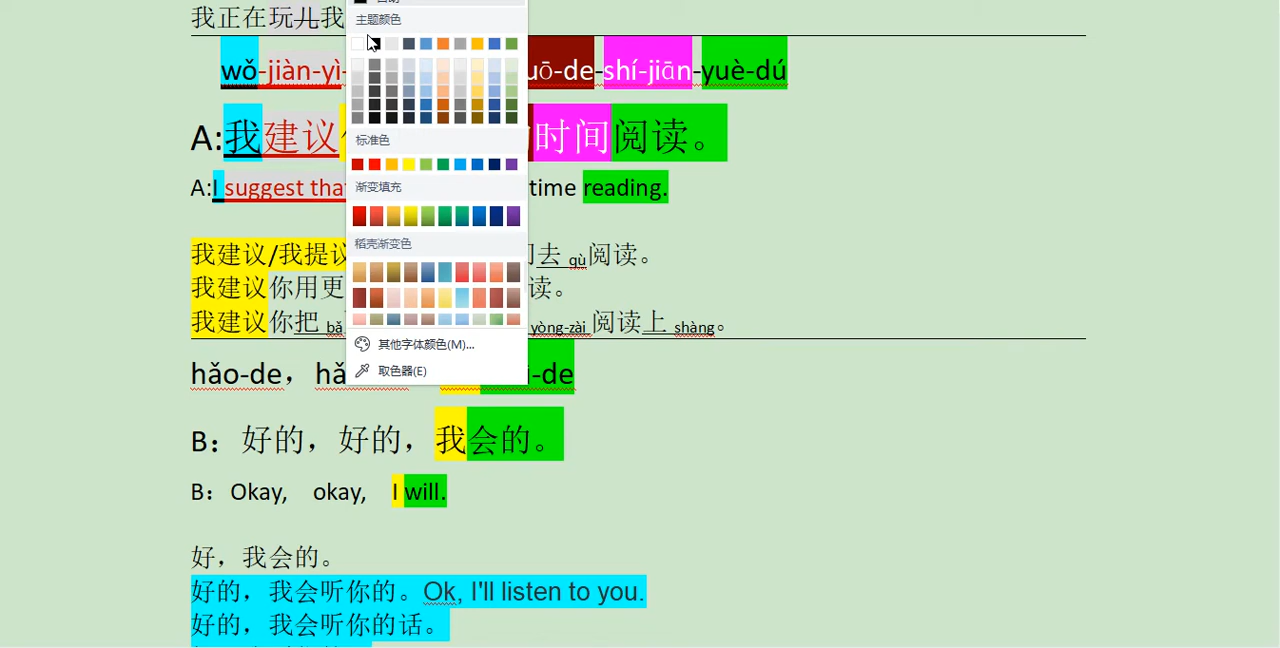 我正在玩儿我
主题颜色
wǒ-jiàn-yì- uō-de-shí-jiān-yuè-dú
A:我建议 时间阅读。
标准色
A:I suggest that time reading.
渐变填充
稻壳渐变色
我建议/我提议 去 qù阅读。
我建议你用更 读。
我建议你把 bǎ yòng-zài 阅读上 shàng。
其他字体颜色(M)...
取色器(E)
hǎo-de，hǎ -de
B：好的，好的，我会的。
B：Okay, okay, I will.
好，我会的。
好的，我会听你的。Ok, I'll listen to you.
好的，我会听你的话。